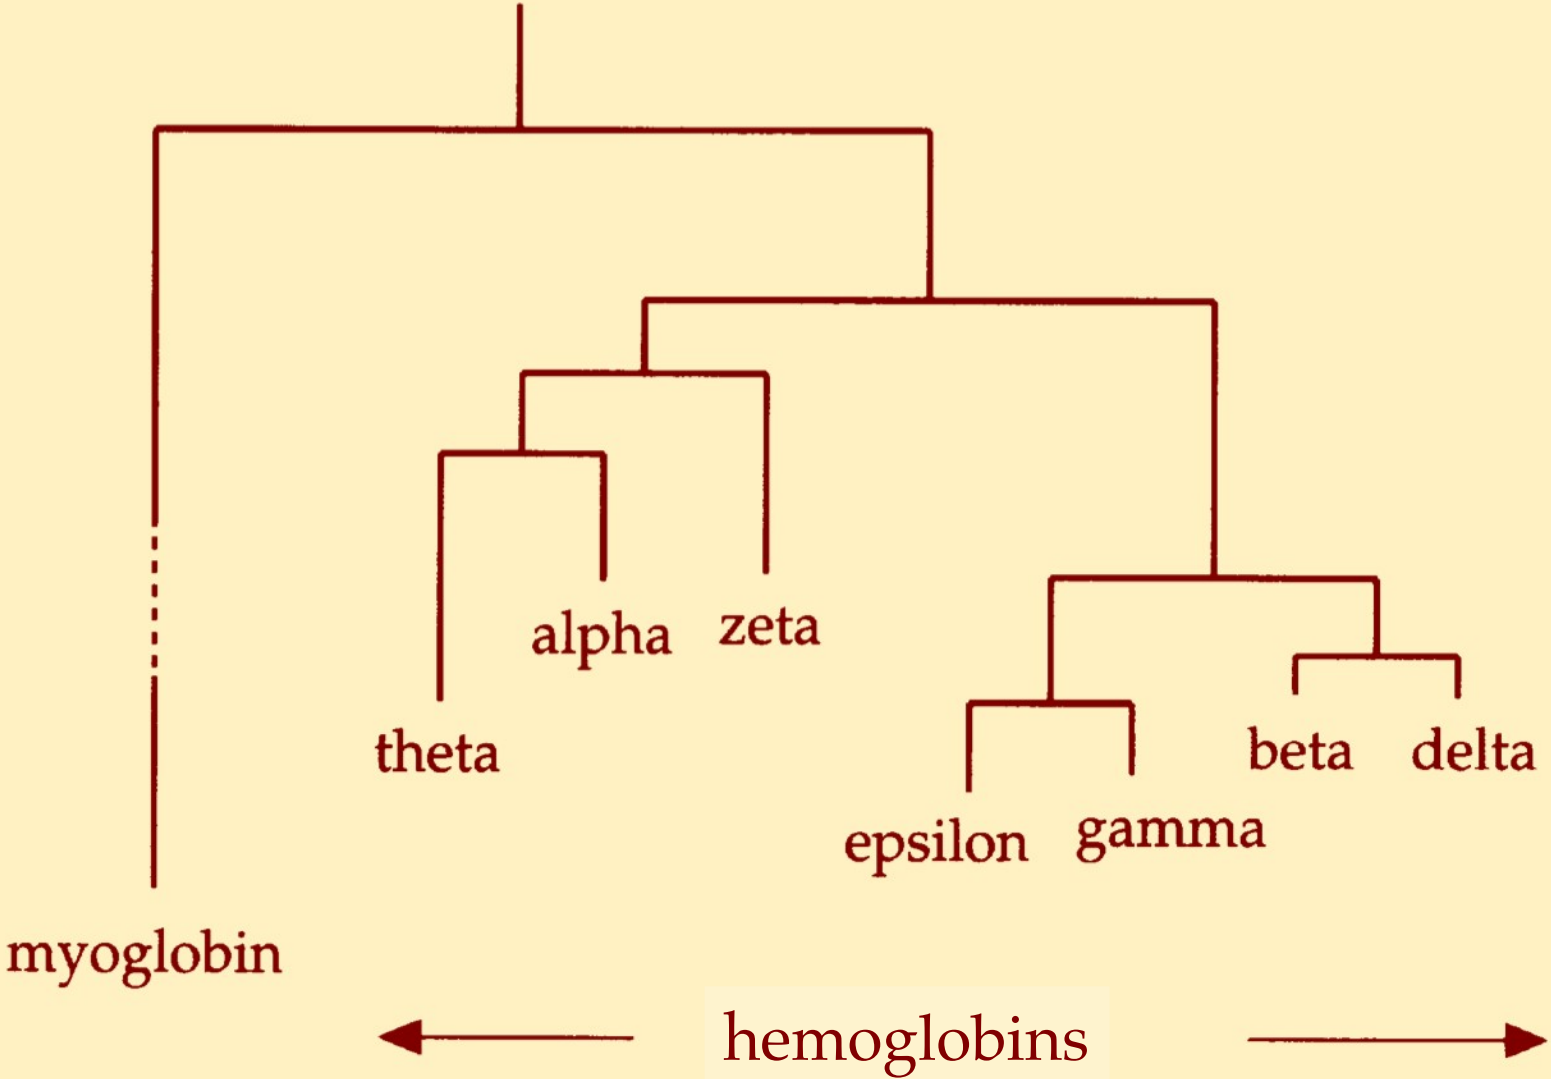 alpha
zeta
theta
beta
delta
epsilon
gamma
myoglobin
hemoglobins